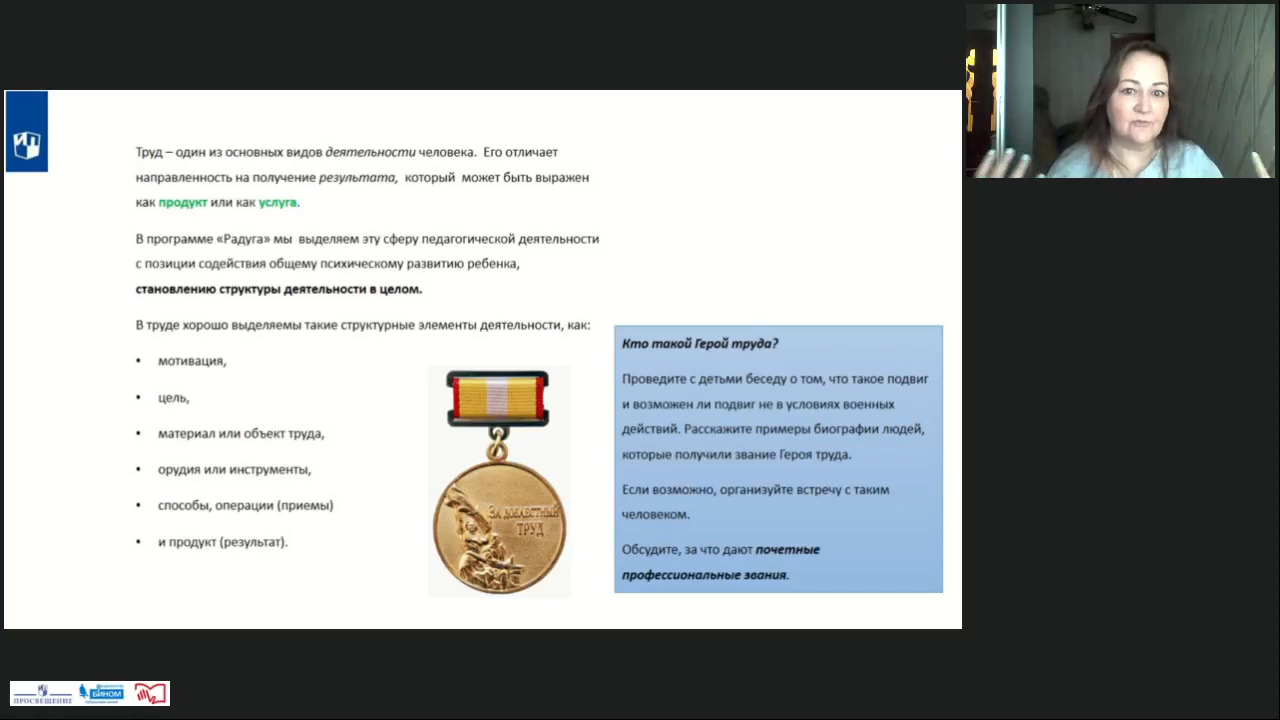 ИП
Труд – один из основных видов деятельности человека. Его отличает
направленность на получение результата, который может быть выражен
как продукт или как услуга.
В программе «Радуга» мы выделяем эту сферу педагогической деятельности
с позиции содействия общему психическому развитию ребенка,
становлению структуры деятельности в целом.
В труде хорошо выделяемы такие структурные элементы деятельности, как:
• мотивация,
• цель,
• материал или объект труда,
• орудия или инструменты,
• способы, операции (приемы)
• и продукт (результат).
ЗА ДОБЛЕСТНЫЙ
ТРУД
Кто такой Герой труда?
Проведите с детьми беседу о том, что такое подвиг
и возможен ли подвиг не в условиях военных
действий. Расскажите примеры биографии людей,
которые получили звание Героя труда.
Если возможно, организуйте встречу с таким
человеком.
Обсудите, за что дают почетные
профессиональные звания.
ПРОСВЕЩЕНИЕ
БИНОМ